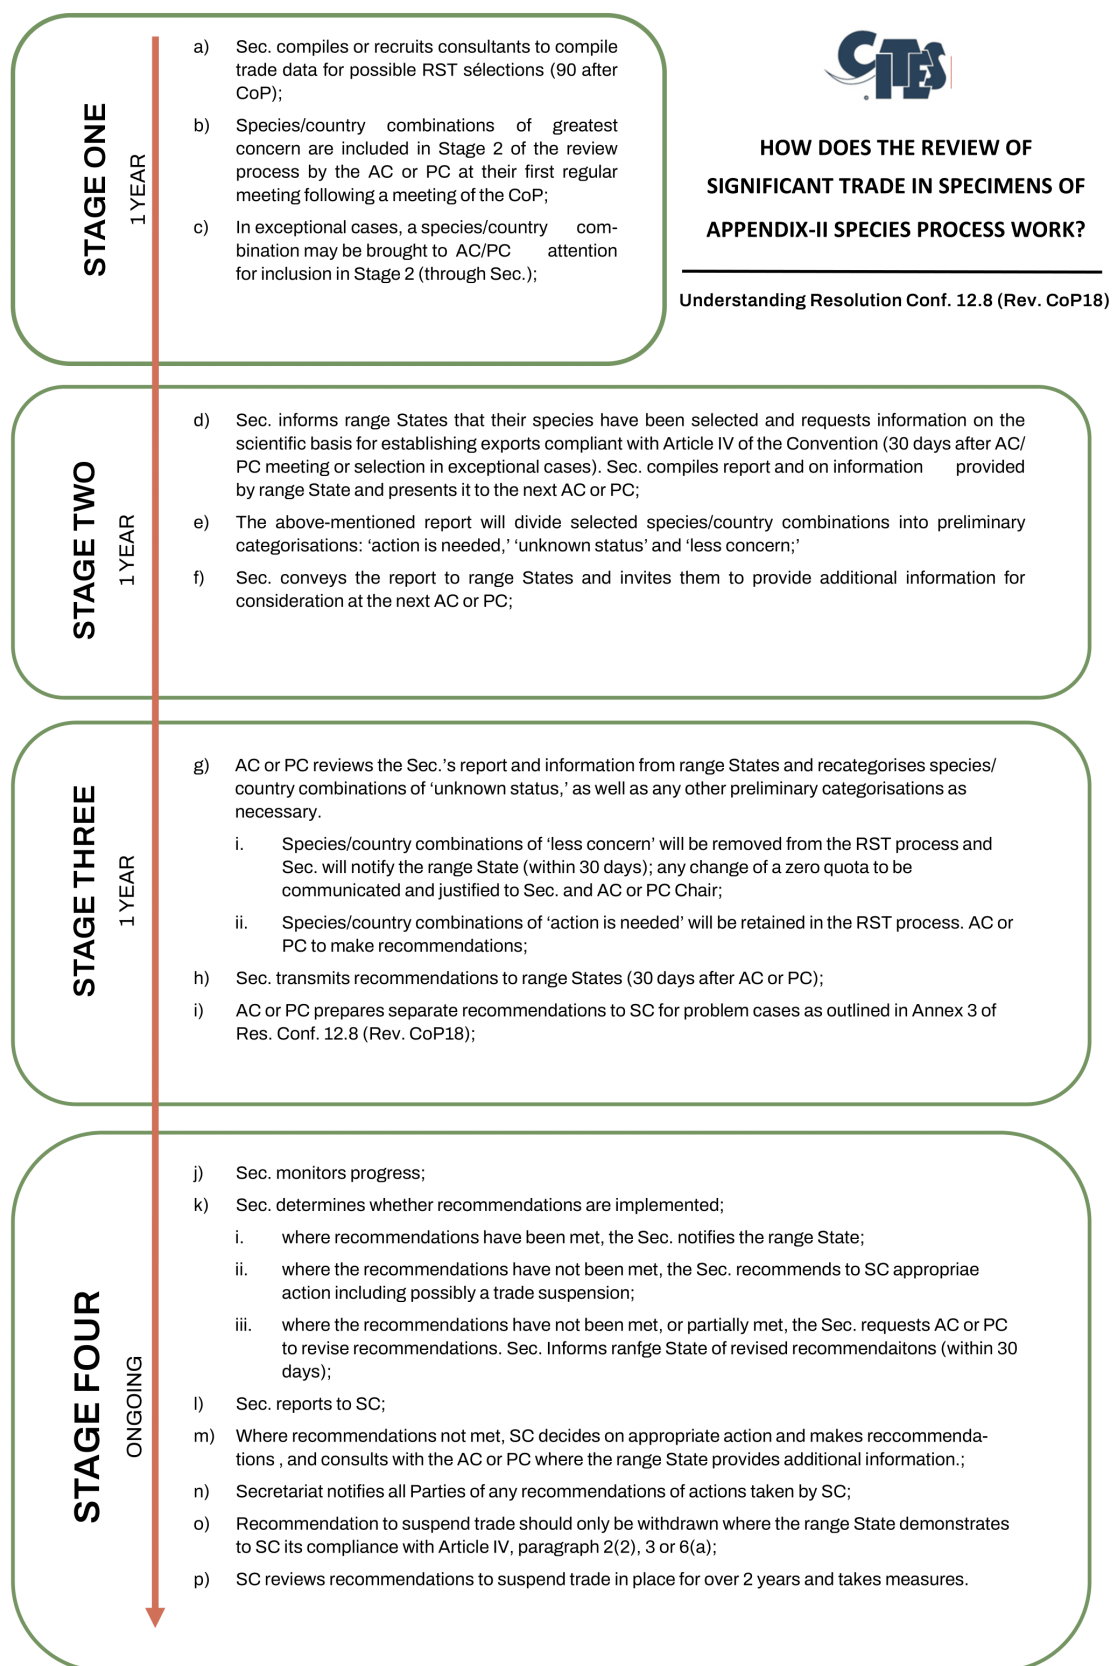 CITES
HOW DOES THE REVIEW OF
SIGNIFICANT TRADE IN SPECIMENS OF
APPENDIX-II SPECIES PROCESS WORK?
Understanding Resolution Conf. 12.8 (Rev. CoP18)
STAGE ONE
1 YEAR
a) Sec. compiles or recruits consultants to compile
trade data for possible RST sélections (90 after
CoP);
b) Species/country combinations of greatest
concern are included in Stage 2 of the review
process by the AC or PC at their first regular
meeting following a meeting of the CoP;
c) In exceptional cases, a species/country com-
bination may be brought to AC/PC attention
for inclusion in Stage 2 (through Sec.);
STAGE TWO
1 YEAR
d) Sec. informs range States that their species have been selected and requests information on the
scientific basis for establishing exports compliant with Article IV of the Convention (30 days after AC/
PC meeting or selection in exceptional cases). Sec. compiles report and on information provided
by range State and presents it to the next AC or PC;
e) The above-mentioned report will divide selected species/country combinations into preliminary
categorisations: ‘action is needed,’ ‘unknown status’ and ‘less concern;’
f) Sec. conveys the report to range States and invites them to provide additional information for
consideration at the next AC or PC;
STAGE THREE
1 YEAR
g) AC or PC reviews the Sec.’s report and information from range States and recategorises species/
country combinations of ‘unknown status,’ as well as any other preliminary categorisations as
necessary.
i. Species/country combinations of ‘less concern’ will be removed from the RST process and
Sec. will notify the range State (within 30 days); any change of a zero quota to be
communicated and justified to Sec. and AC or PC Chair;
ii. Species/country combinations of ‘action is needed’ will be retained in the RST process. AC or
PC to make recommendations;
h) Sec. transmits recommendations to range States (30 days after AC or PC);
i) AC or PC prepares separate recommendations to SC for problem cases as outlined in Annex 3 of
Res. Conf. 12.8 (Rev. CoP18);
STAGE FOUR
ONGOING
j) Sec. monitors progress;
k) Sec. determines whether recommendations are implemented;
i. where recommendations have been met, the Sec. notifies the range State;
ii. where the recommendations have not been met, the Sec. recommends to SC appropriae
action including possibly a trade suspension;
iii. where the recommendations have not been met, or partially met, the Sec. requests AC or PC
to revise recommendations. Sec. Informs ranfge State of revised recommendaitons (within 30
days);
l) Sec. reports to SC;
m) Where recommendations not met, SC decides on appropriate action and makes reccommenda-
tions , and consults with the AC or PC where the range State provides additional information.;
n) Secretariat notifies all Parties of any recommendations of actions taken by SC;
o) Recommendation to suspend trade should only be withdrawn where the range State demonstrates
to SC its compliance with Article IV, paragraph 2(2), 3 or 6(a);
p) SC reviews recommendations to suspend trade in place for over 2 years and takes measures.